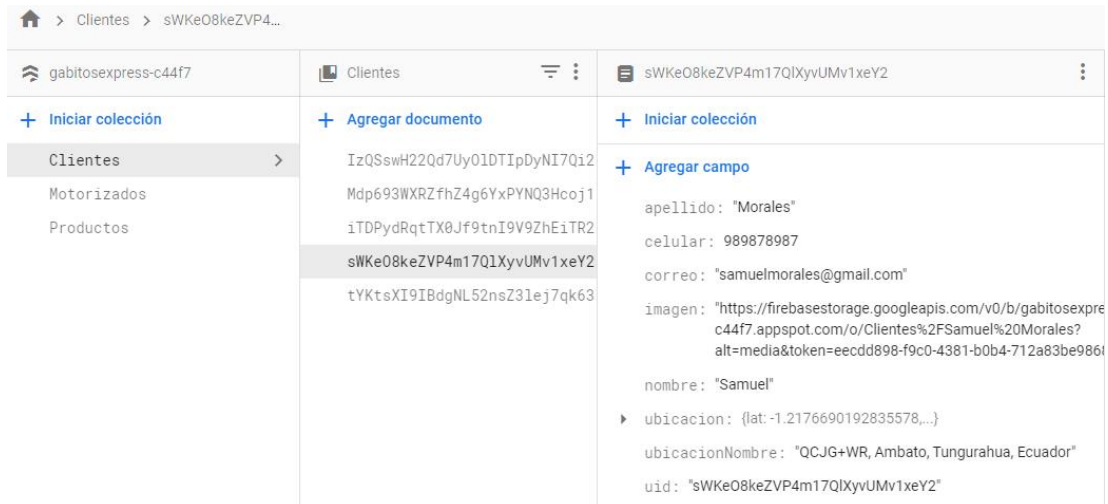 > Clientes > sWKeO8keZVP4...
gabitosexpress-c44f7
Iniciar colección
Clientes
Motorizados
Productos
Clientes
Agregar documento
IzQSswH22Qd7UyO1DTIpDyNI7Qi2
Mdp693WXRZfhZ4g6YxPYNQ3Hcoj1
iTDPydRqtTX0Jf9tnI9V9ZhEiTR2
sWKeO8keZVP4m17QlXyvUMv1xeY2
tYKtsXI9IBdgNL52nsZ3lej7qk63
sWKeO8keZVP4m17QlXyvUMv1xeY2
Iniciar colección
Agregar campo
apellido: "Morales"
celular: 989878987
correo: "samuelmorales@gmail.com"
imagen: "https://firebasestorage.googleapis.com/v0/b/gabitosexpre
c44f7.appspot.com/o/Clientes%2FSamuel%20Morales?
alt=media&token=eecdd898-f9c0-4381-b0b4-712a83be986
nombre: "Samuel"
ubicacion: {lat: -1.2176690192835578,...}
ubicacionNombre: "QCJG+WR, Ambato, Tungurahua, Ecuador"
uid: "sWKeO8keZVP4m17QlXyvUMv1xeY2"